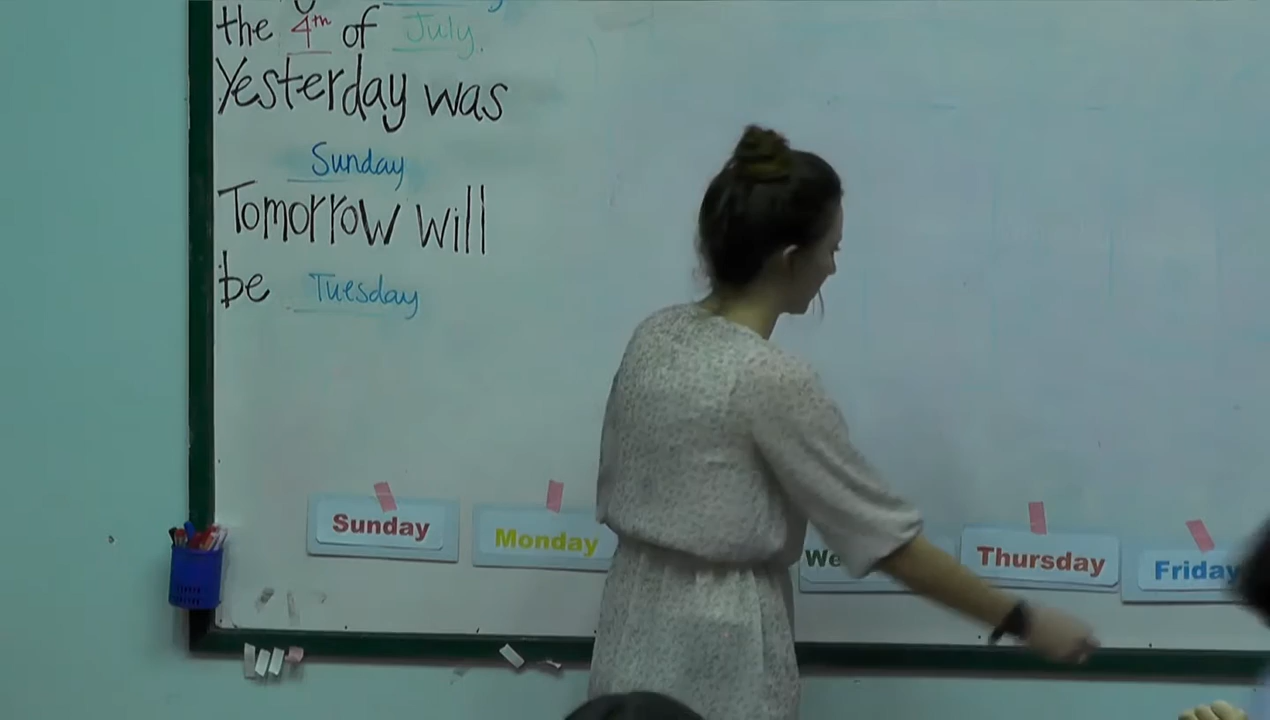 the 4th of July.
Yesterday was
Sunday
Tomorrow will
be Tuesday
Sunday
Monday
Thursday
Friday